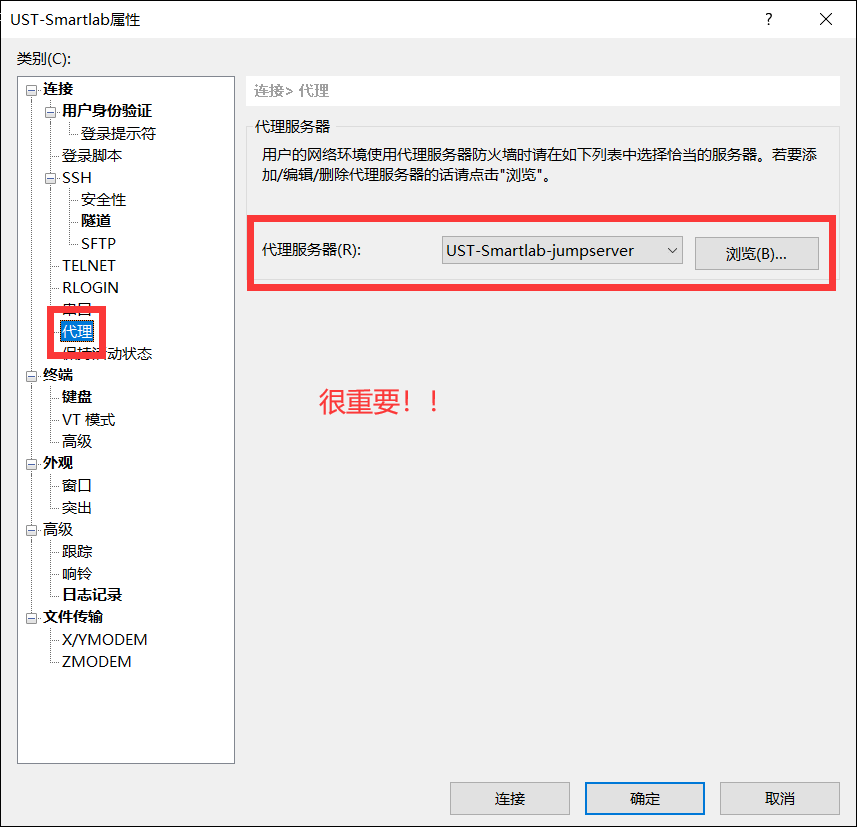 UST-Smartlab属性
?
类别(C):
连接
用户身份验证
登录提示符
登录脚本
SSH
安全性
隧道
SFTP
TELNET
RLOGIN
串口
代理
保持活动状态
终端
键盘
VT 模式
高级
外观
窗口
突出
高级
跟踪
响铃
日志记录
文件传输
X/YMODEM
ZMODEM
连接> 代理
代理服务器
用户的网络环境使用代理服务器防火墙时请在如下列表中选择恰当的服务器。若要添
加/编辑/删除代理服务器的话请点击"浏览"。
代理服务器(R):
UST-Smartlab-jumpserver
浏览(B)...
很重要！！
连接
确定
取消